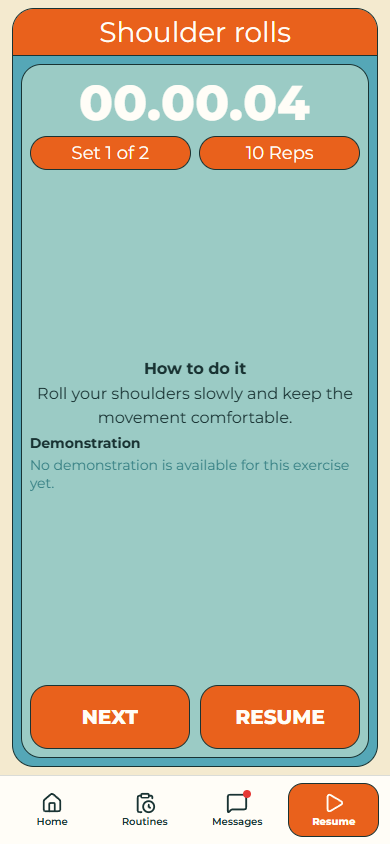 Shoulder rolls
00.00.04
Set 1 of 2
10 Reps
How to do it
Roll your shoulders slowly and keep the
movement comfortable.
Demonstration
No demonstration is available for this exercise
yet.
NEXT
RESUME
Home
Routines
Messages
Resume